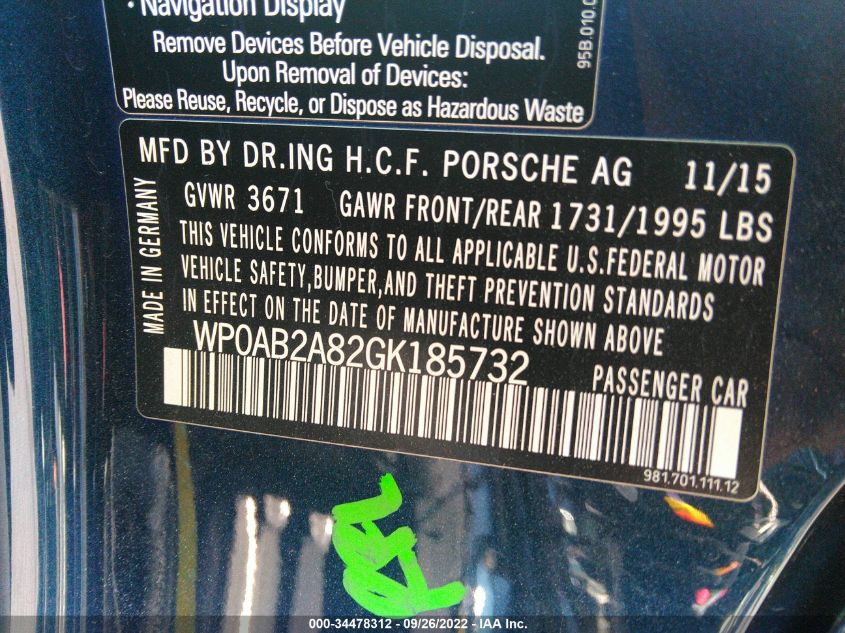 • Navigation Display
Remove Devices Before Vehicle Disposal.
Upon Removal of Devices:
Please Reuse, Recycle, or Dispose as Hazardous Waste
95B.010.0
MFD BY DR.ING H.C.F. PORSCHE AG 11/15
GVWR 3671 GAWR FRONT/REAR 1731/1995 LBS
THIS VEHICLE CONFORMS TO ALL APPLICABLE U.S.FEDERAL MOTOR
VEHICLE SAFETY,BUMPER,AND THEFT PREVENTION STANDARDS
IN EFFECT ON THE DATE OF MANUFACTURE SHOWN ABOVE
MADE IN GERMANY
WP0AB2A82GK185732
PASSENGER CAR
981.701.111.12
000-34478312 - 09/26/2022 - IAA Inc.